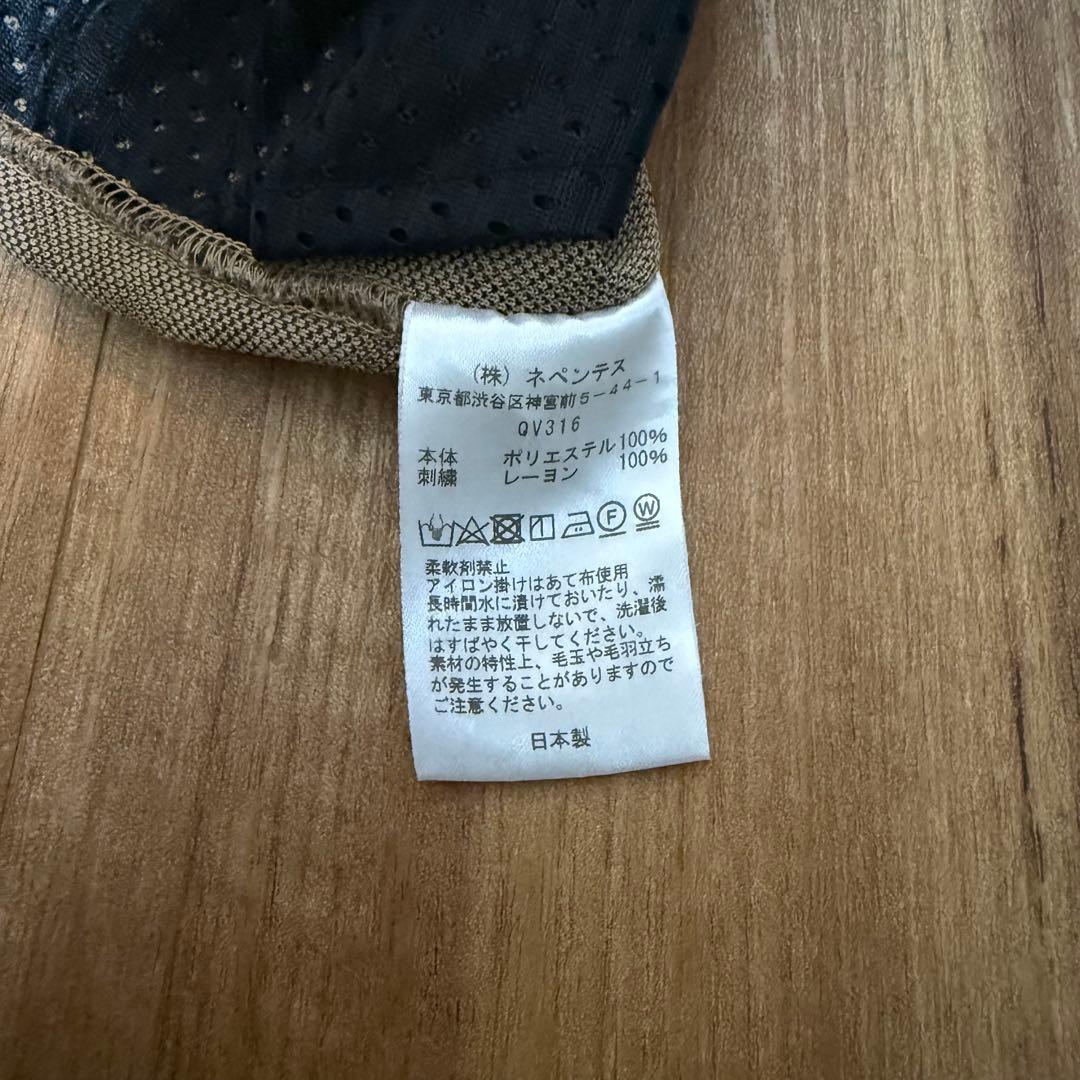 (株) ネペンテス
東京都渋谷区神宮前5-44-1
QV316
本体 ポリエステル100%
刺繍 レーヨン 100%
F W
柔軟剤禁止
アイロン掛けはあて布使用
長時間水に漬けておいたり、濡
れたまま放置しないで、洗濯後
はすばやく干してください。
素材の特性上、毛玉や毛羽立ち
が発生することがありますので
ご注意ください。
日本製